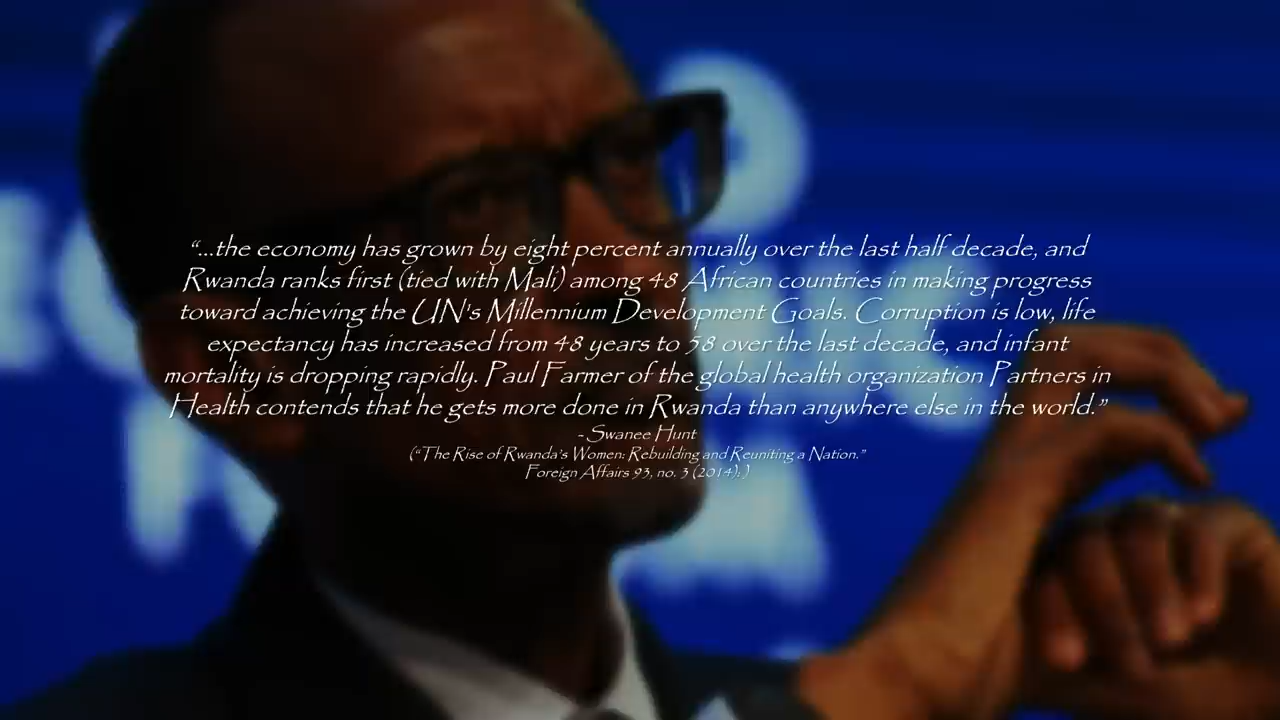 “...the economy has grown by eight percent annually over the last half decade, and
Rwanda ranks first (tied with Mali) among 48 African countries in making progress
toward achieving the UN's Millennium Development Goals. Corruption is low, life
expectancy has increased from 48 years to 58 over the last decade, and infant
mortality is dropping rapidly. Paul Farmer of the global health organization Partners in
Health contends that he gets more done in Rwanda than anywhere else in the world.”
- Swanee Hunt
(“The Rise of Rwanda’s Women: Rebuilding and Reuniting a Nation.”
Foreign Affairs 93, no. 3 (2014): )